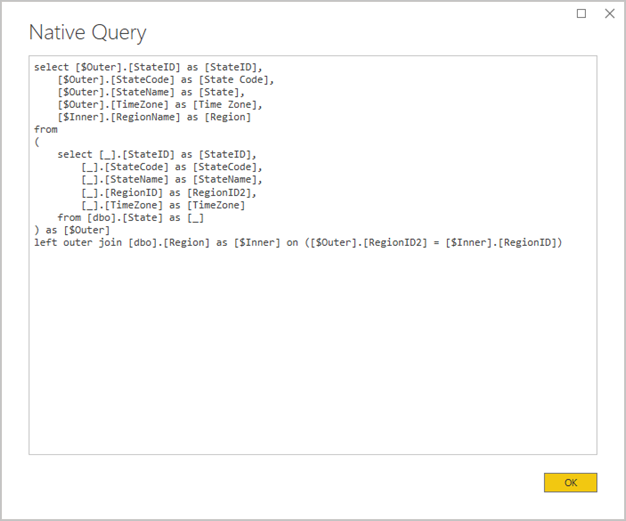 Native Query
select [$Outer].[StateID] as [StateID],
    [$Outer].[StateCode] as [State Code],
    [$Outer].[StateName] as [State],
    [$Outer].[TimeZone] as [Time Zone],
    [$Inner].[RegionName] as [Region]
from
(
    select [_].[StateID] as [StateID],
        [_].[StateCode] as [StateCode],
        [_].[StateName] as [StateName],
        [_].[RegionID] as [RegionID2],
        [_].[TimeZone] as [TimeZone]
    from [dbo].[State] as [_]
) as [$Outer]
left outer join [dbo].[Region] as [$Inner] on ([$Outer].[RegionID2] = [$Inner].[RegionID])
OK